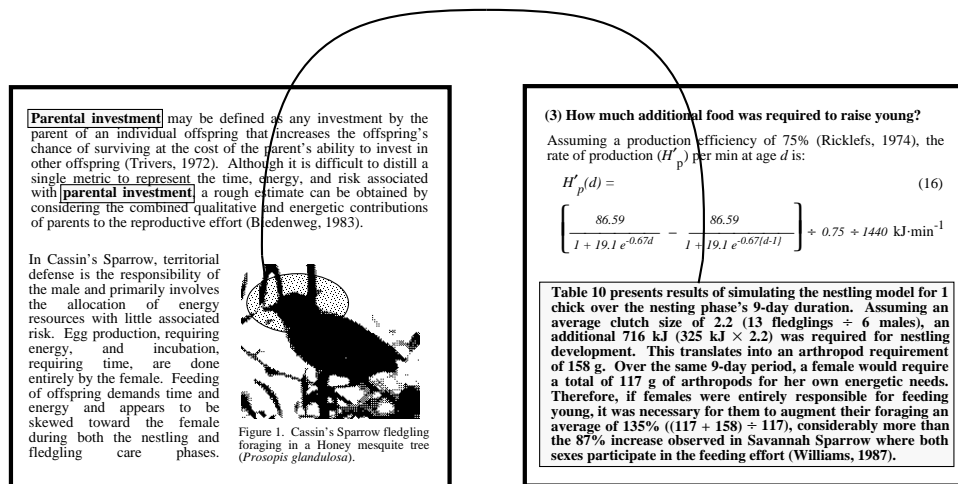 Parental investment may be defined as any investment by the
parent of an individual offspring that increases the offspring's
chance of surviving at the cost of the parent's ability to invest in
other offspring (Trivers, 1972). Although it is difficult to distill a
single metric to represent the time, energy, and risk associated
with parental investment, a rough estimate can be obtained by
considering the combined qualitative and energetic contributions
of parents to the reproductive effort (Biedenweg, 1983).
In Cassin's Sparrow, territorial
defense is the responsibility of
the male and primarily involves
the allocation of energy
resources with little associated
risk. Egg production, requiring
energy, and incubation,
requiring time, are done
entirely by the female. Feeding
of offspring demands time and
energy and appears to be
skewed toward the female
during both the nestling and
fledgling care phases.
Figure 1. Cassin's Sparrow fledgling
foraging in a Honey mesquite tree
(Prosopis glandulosa).
(3) How much additional food was required to raise young?
Assuming a production efficiency of 75% (Ricklefs, 1974), the
rate of production (H′p) per min at age d is:
H′p(d) = (16)
[ 86.59 / 1 + 19.1 e^-0.67d − 86.59 / 1 + 19.1 e^-0.67{d-1} ] ÷ 0.75 ÷ 1440 kJ·min^-1
Table 10 presents results of simulating the nestling model for 1
chick over the nesting phase's 9-day duration. Assuming an
average clutch size of 2.2 (13 fledglings ÷ 6 males), an
additional 716 kJ (325 kJ × 2.2) was required for nestling
development. This translates into an arthropod requirement
of 158 g. Over the same 9-day period, a female would require
a total of 117 g of arthropods for her own energetic needs.
Therefore, if females were entirely responsible for feeding
young, it was necessary for them to augment their foraging an
average of 135% ((117 + 158) ÷ 117), considerably more than
the 87% increase observed in Savannah Sparrow where both
sexes participate in the feeding effort (Williams, 1987).